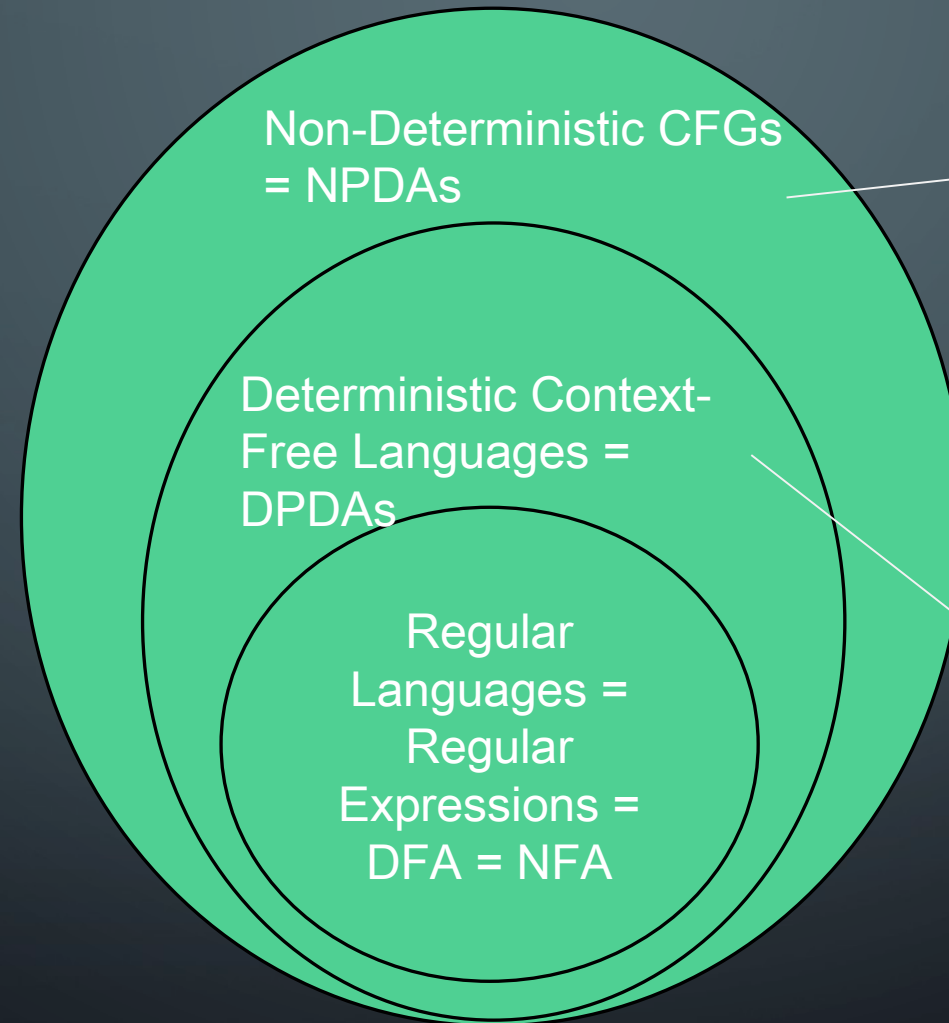 Non-Deterministic CFGs
= NPDAs
Deterministic Context-
Free Languages =
DPDAs
Regular
Languages =
Regular
Expressions =
DFA = NFA